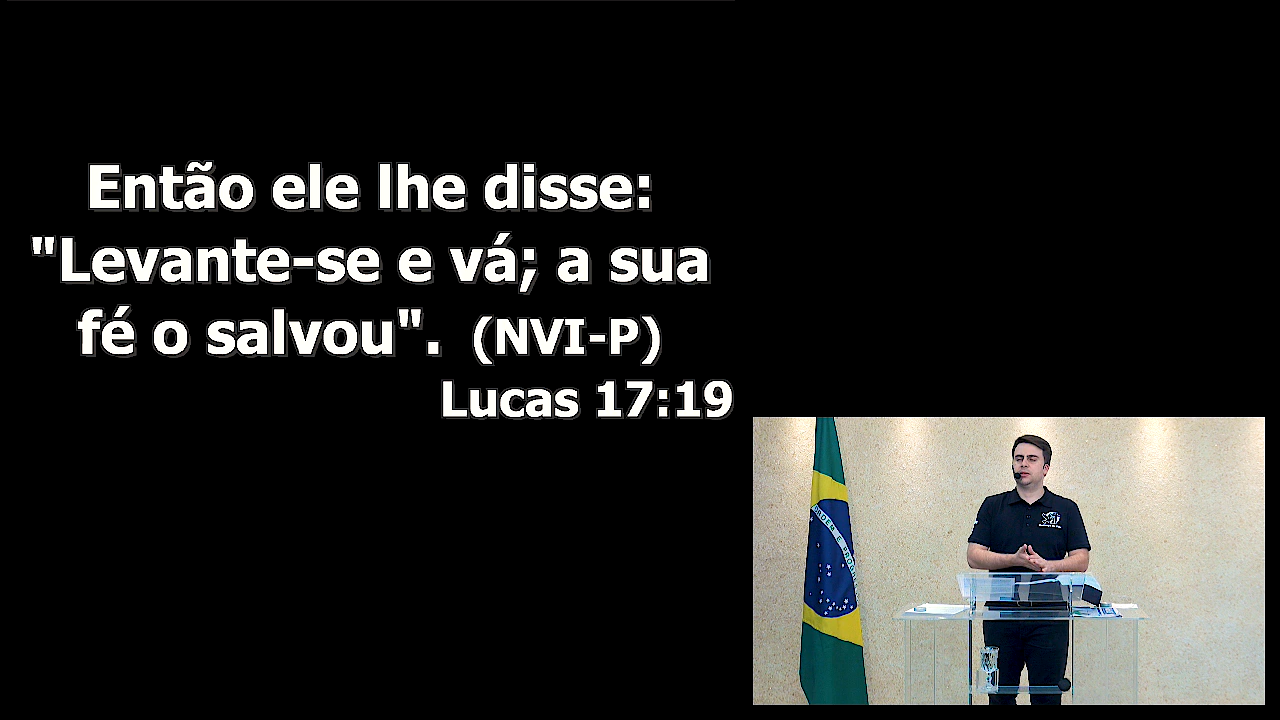 Então ele lhe disse:
"Levante-se e vá; a sua
fé o salvou". (NVI-P)
Lucas 17:19